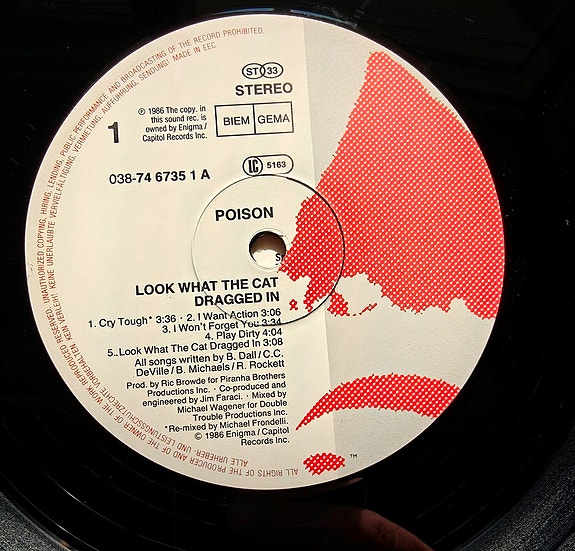 ST 33
STEREO
℗ 1986 The copy. in
this sound rec. is
owned by Enigma/
Capitol Records Inc.
BIEM GEMA
1
LC 5163
038-74 6735 1 A
POISON
LOOK WHAT THE CAT
DRAGGED IN
1. Cry Tough* 3:36 · 2. I Want Action 3:06
3. I Won't Forget You 3:34
4. Play Dirty 4:04
5. Look What The Cat Dragged In 3:08
All songs written by B. Dall/C.C.
DeVille/B. Michaels/R. Rockett
Prod. by Ric Browde for Piranha Brothers
Productions Inc. · Co-produced and
engineered by Jim Faraci. · Mixed by
Michael Wagener for Double
Trouble Productions Inc.
*Re-mixed by Michael Frondelli.
© 1986 Enigma/Capitol
Records Inc.
TM
ALL RIGHTS OF THE PRODUCER AND OF THE OWNER OF THE WORK REPRODUCED RESERVED. UNAUTHORIZED COPYING, HIRING, LENDING, PUBLIC PERFORMANCE AND BROADCASTING OF THE RECORD PROHIBITED.
ALLE URHEBER- UND LEISTUNGSSCHUTZRECHTE VORBEHALTEN. KEIN VERLEIH! KEINE UNERLAUBTE VERVIELFÄLTIGUNG, VERMIETUNG, AUFFÜHRUNG, SENDUNG! MADE IN EEC.